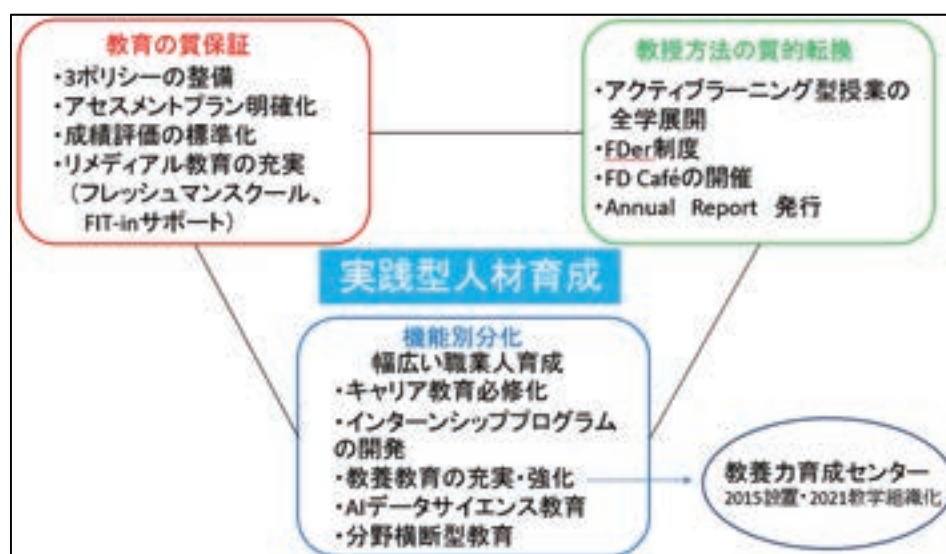 教育の質保証
・3ポリシーの整備
・アセスメントプラン明確化
・成績評価の標準化
・リメディアル教育の充実
（フレッシュマンスクール、
FIT-inサポート）
教授方法の質的転換
・アクティブラーニング型授業の
全学展開
・FDer制度
・FD Caféの開催
・Annual Report 発行
実践型人材育成
機能別分化
幅広い職業人育成
・キャリア教育必修化
・インターンシッププログラム
の開発
・教養教育の充実・強化
・AIデータサイエンス教育
・分野横断型教育
教養力育成センター
2015設置・2021教学組織化